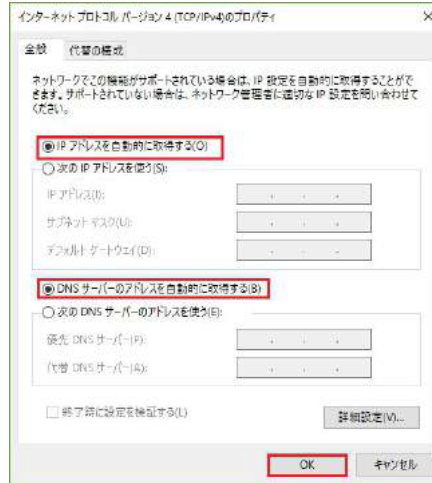 インターネット プロトコル バージョン 4 (TCP/IPv4)のプロパティ
全般 代替の構成
ネットワークでこの機能がサポートされている場合は、IP 設定を自動的に取得することがで
きます。サポートされていない場合は、ネットワーク管理者に適切な IP 設定を問い合わせて
ください。
IP アドレスを自動的に取得する(O)
次の IP アドレスを使う(S):
IP アドレス(I):
サブネット マスク(U):
デフォルト ゲートウェイ(D):
DNS サーバーのアドレスを自動的に取得する(B)
次の DNS サーバーのアドレスを使う(E):
優先 DNS サーバー(P):
代替 DNS サーバー(A):
終了時に設定を検証する(L)
詳細設定(V)...
OK キャンセル